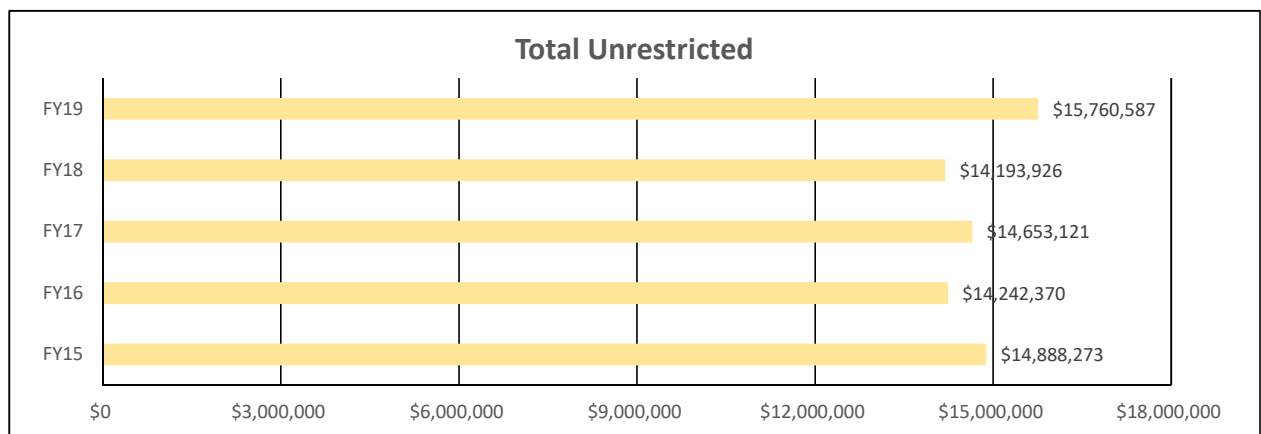 Total Unrestricted
FY19 $15,760,587
FY18 $14,193,926
FY17 $14,653,121
FY16 $14,242,370
FY15 $14,888,273
$0 $3,000,000 $6,000,000 $9,000,000 $12,000,000 $15,000,000 $18,000,000